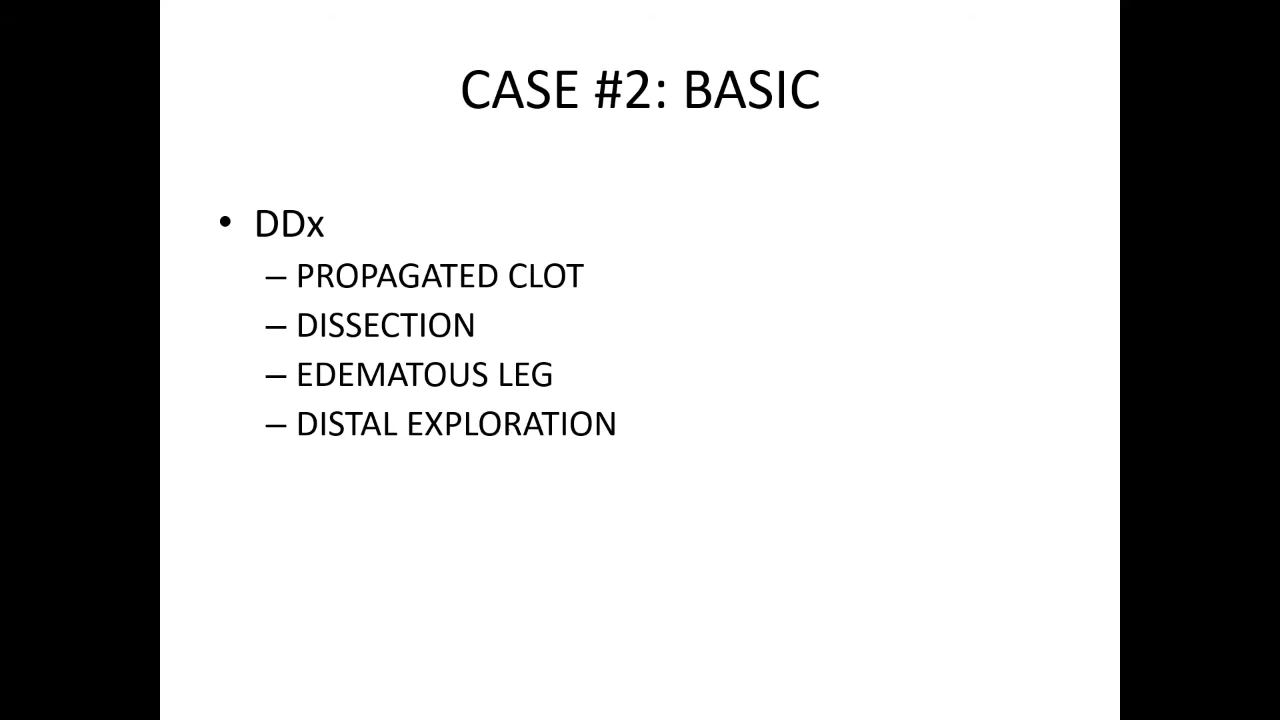 CASE #2: BASIC
• DDx
– PROPAGATED CLOT
– DISSECTION
– EDEMATOUS LEG
– DISTAL EXPLORATION